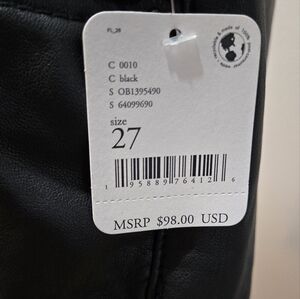 FL_28
C 0010
C black
S OB1395490
S 64099690
size
27
1 95889 76412 6
MSRP $98.00 USD